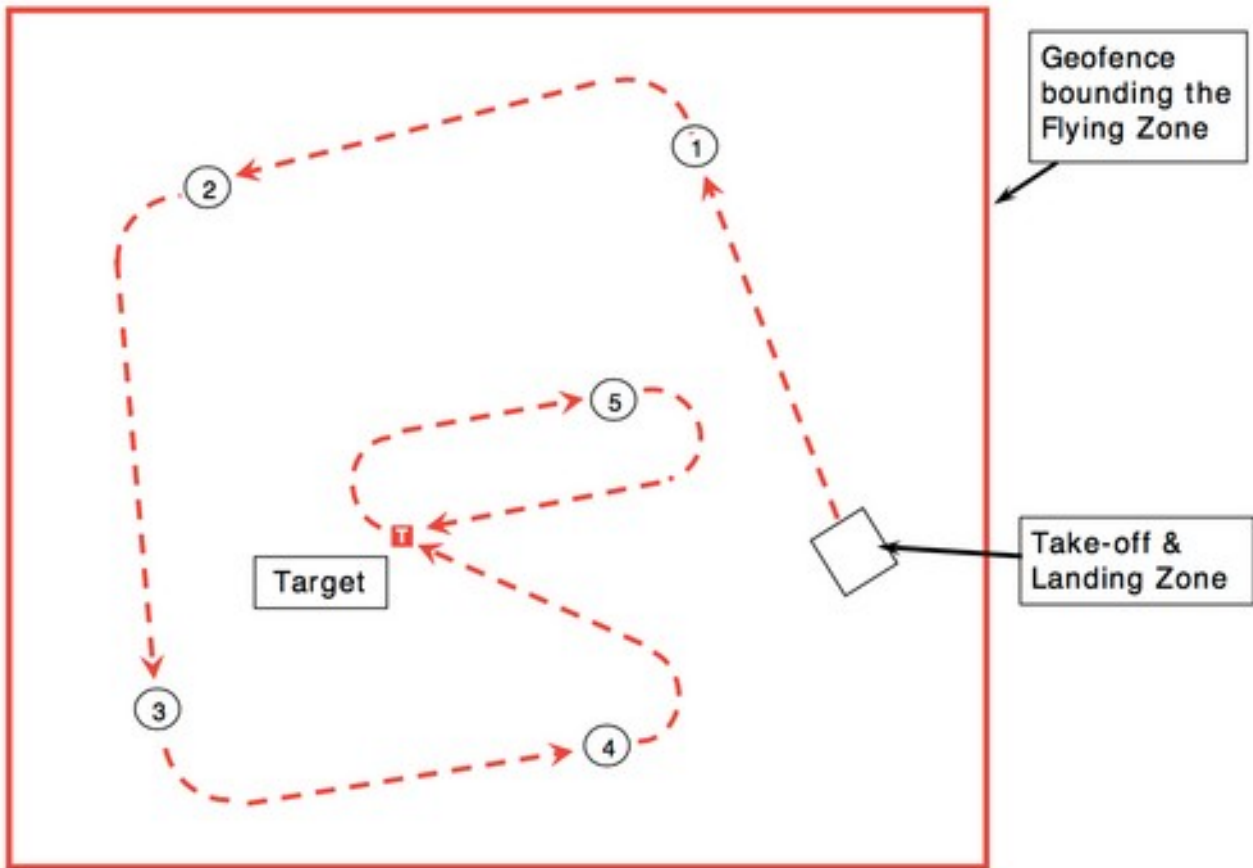 Geofence
bounding the
Flying Zone
1
2
5
T
Target
Take-off &
Landing Zone
3
4